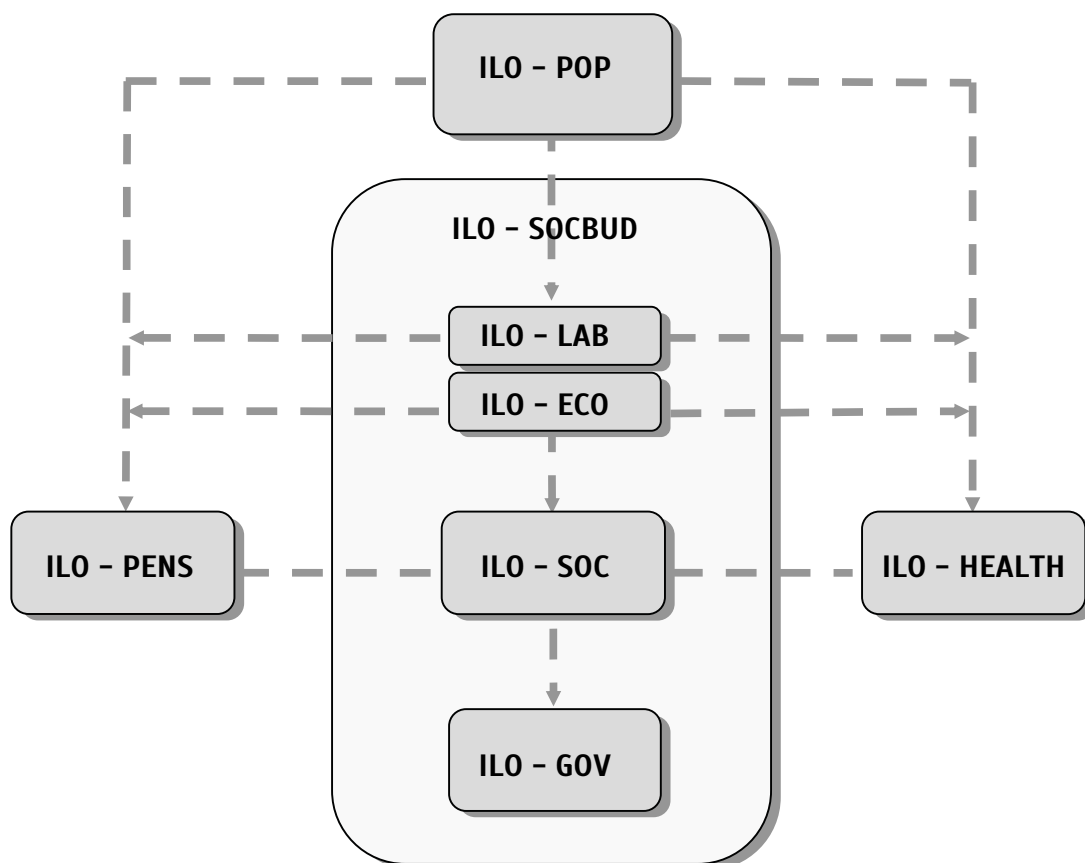 ILO – POP
ILO – SOCBUD
ILO – LAB
ILO – ECO
ILO – PENS
ILO – SOC
ILO – HEALTH
ILO – GOV